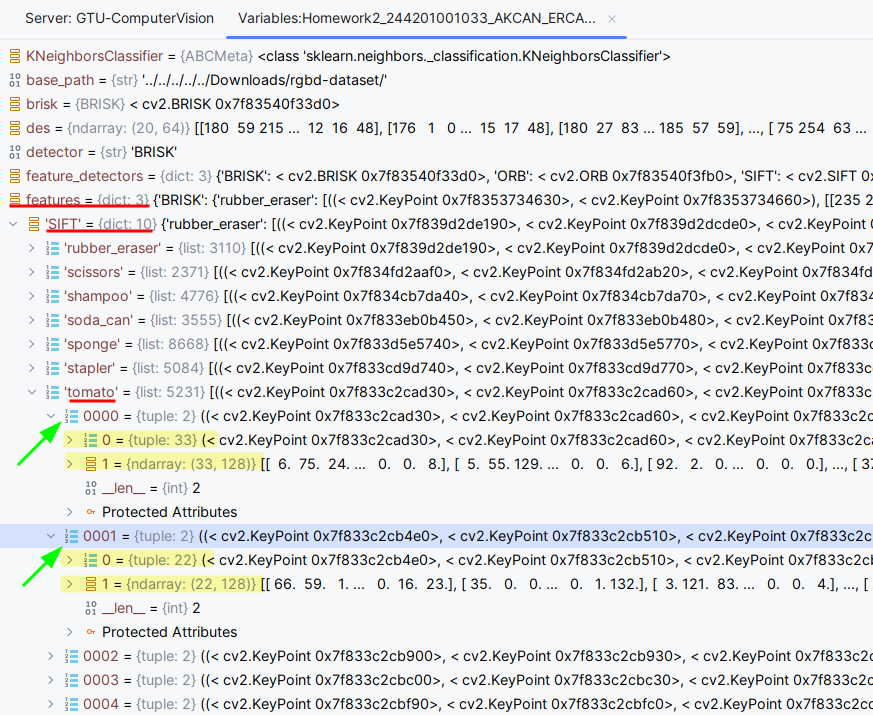 Server: GTU-ComputerVision Variables:Homework2_244201001033_AKCAN_ERCA... ×
KNeighborsClassifier = {ABCMeta} <class 'sklearn.neighbors._classification.KNeighborsClassifier'>
base_path = {str} '../../../../../Downloads/rgbd-dataset/'
brisk = {BRISK} < cv2.BRISK 0x7f83540f33d0>
des = {ndarray: (20, 64)} [[180 59 215 ... 12 16 48], [176 1 0 ... 15 17 48], [180 27 83 ... 185 57 59], ..., [ 75 254 63 ...
detector = {str} 'BRISK'
feature_detectors = {dict: 3} {'BRISK': < cv2.BRISK 0x7f83540f33d0>, 'ORB': < cv2.ORB 0x7f83540f3fb0>, 'SIFT': < cv2.SIFT 0x
features = {dict: 3} {'BRISK': {'rubber_eraser': [((< cv2.KeyPoint 0x7f8353734630>, < cv2.KeyPoint 0x7f8353734660>), [[235 2
'SIFT' = {dict: 10} {'rubber_eraser': [((< cv2.KeyPoint 0x7f839d2de190>, < cv2.KeyPoint 0x7f839d2dcde0>, < cv2.KeyPoint 0
'rubber_eraser' = {list: 3110} [((< cv2.KeyPoint 0x7f839d2de190>, < cv2.KeyPoint 0x7f839d2dcde0>, < cv2.KeyPoint 0x7
'scissors' = {list: 2371} [((< cv2.KeyPoint 0x7f834fd2aaf0>, < cv2.KeyPoint 0x7f834fd2ab20>, < cv2.KeyPoint 0x7f834fd
'shampoo' = {list: 4776} [((< cv2.KeyPoint 0x7f834cb7da40>, < cv2.KeyPoint 0x7f834cb7da70>, < cv2.KeyPoint 0x7f834
'soda_can' = {list: 3555} [((< cv2.KeyPoint 0x7f833eb0b450>, < cv2.KeyPoint 0x7f833eb0b480>, < cv2.KeyPoint 0x7f83
'sponge' = {list: 8668} [((< cv2.KeyPoint 0x7f833d5e5740>, < cv2.KeyPoint 0x7f833d5e5770>, < cv2.KeyPoint 0x7f833d
'stapler' = {list: 5084} [((< cv2.KeyPoint 0x7f833cd9d740>, < cv2.KeyPoint 0x7f833cd9d770>, < cv2.KeyPoint 0x7f833c
'tomato' = {list: 5231} [((< cv2.KeyPoint 0x7f833c2cad30>, < cv2.KeyPoint 0x7f833c2cad60>, < cv2.KeyPoint 0x7f833c
0000 = {tuple: 2} ((< cv2.KeyPoint 0x7f833c2cad30>, < cv2.KeyPoint 0x7f833c2cad60>, < cv2.KeyPoint 0x7f833c2
0 = {tuple: 33} (< cv2.KeyPoint 0x7f833c2cad30>, < cv2.KeyPoint 0x7f833c2cad60>, < cv2.KeyPoint 0x7f833c2ca
1 = {ndarray: (33, 128)} [[ 6. 75. 24. ... 0. 0. 8.], [ 5. 55. 129. ... 0. 0. 6.], [ 92. 2. 0. ... 0. 0. 0.], ..., [ 37
__len__ = {int} 2
Protected Attributes
0001 = {tuple: 2} ((< cv2.KeyPoint 0x7f833c2cb4e0>, < cv2.KeyPoint 0x7f833c2cb510>, < cv2.KeyPoint 0x7f833c2c
0 = {tuple: 22} (< cv2.KeyPoint 0x7f833c2cb4e0>, < cv2.KeyPoint 0x7f833c2cb510>, < cv2.KeyPoint 0x7f833c2cb
1 = {ndarray: (22, 128)} [[ 66. 59. 1. ... 0. 16. 23.], [ 35. 0. 0. ... 0. 1. 132.], [ 3. 121. 83. ... 0. 0. 4.], ..., [
__len__ = {int} 2
Protected Attributes
0002 = {tuple: 2} ((< cv2.KeyPoint 0x7f833c2cb900>, < cv2.KeyPoint 0x7f833c2cb930>, < cv2.KeyPoint 0x7f833c2
0003 = {tuple: 2} ((< cv2.KeyPoint 0x7f833c2cbc00>, < cv2.KeyPoint 0x7f833c2cbc30>, < cv2.KeyPoint 0x7f833c2
0004 = {tuple: 2} ((< cv2.KeyPoint 0x7f833c2cbf90>, < cv2.KeyPoint 0x7f833c2cbfc0>, < cv2.KeyPoint 0x7f833c2